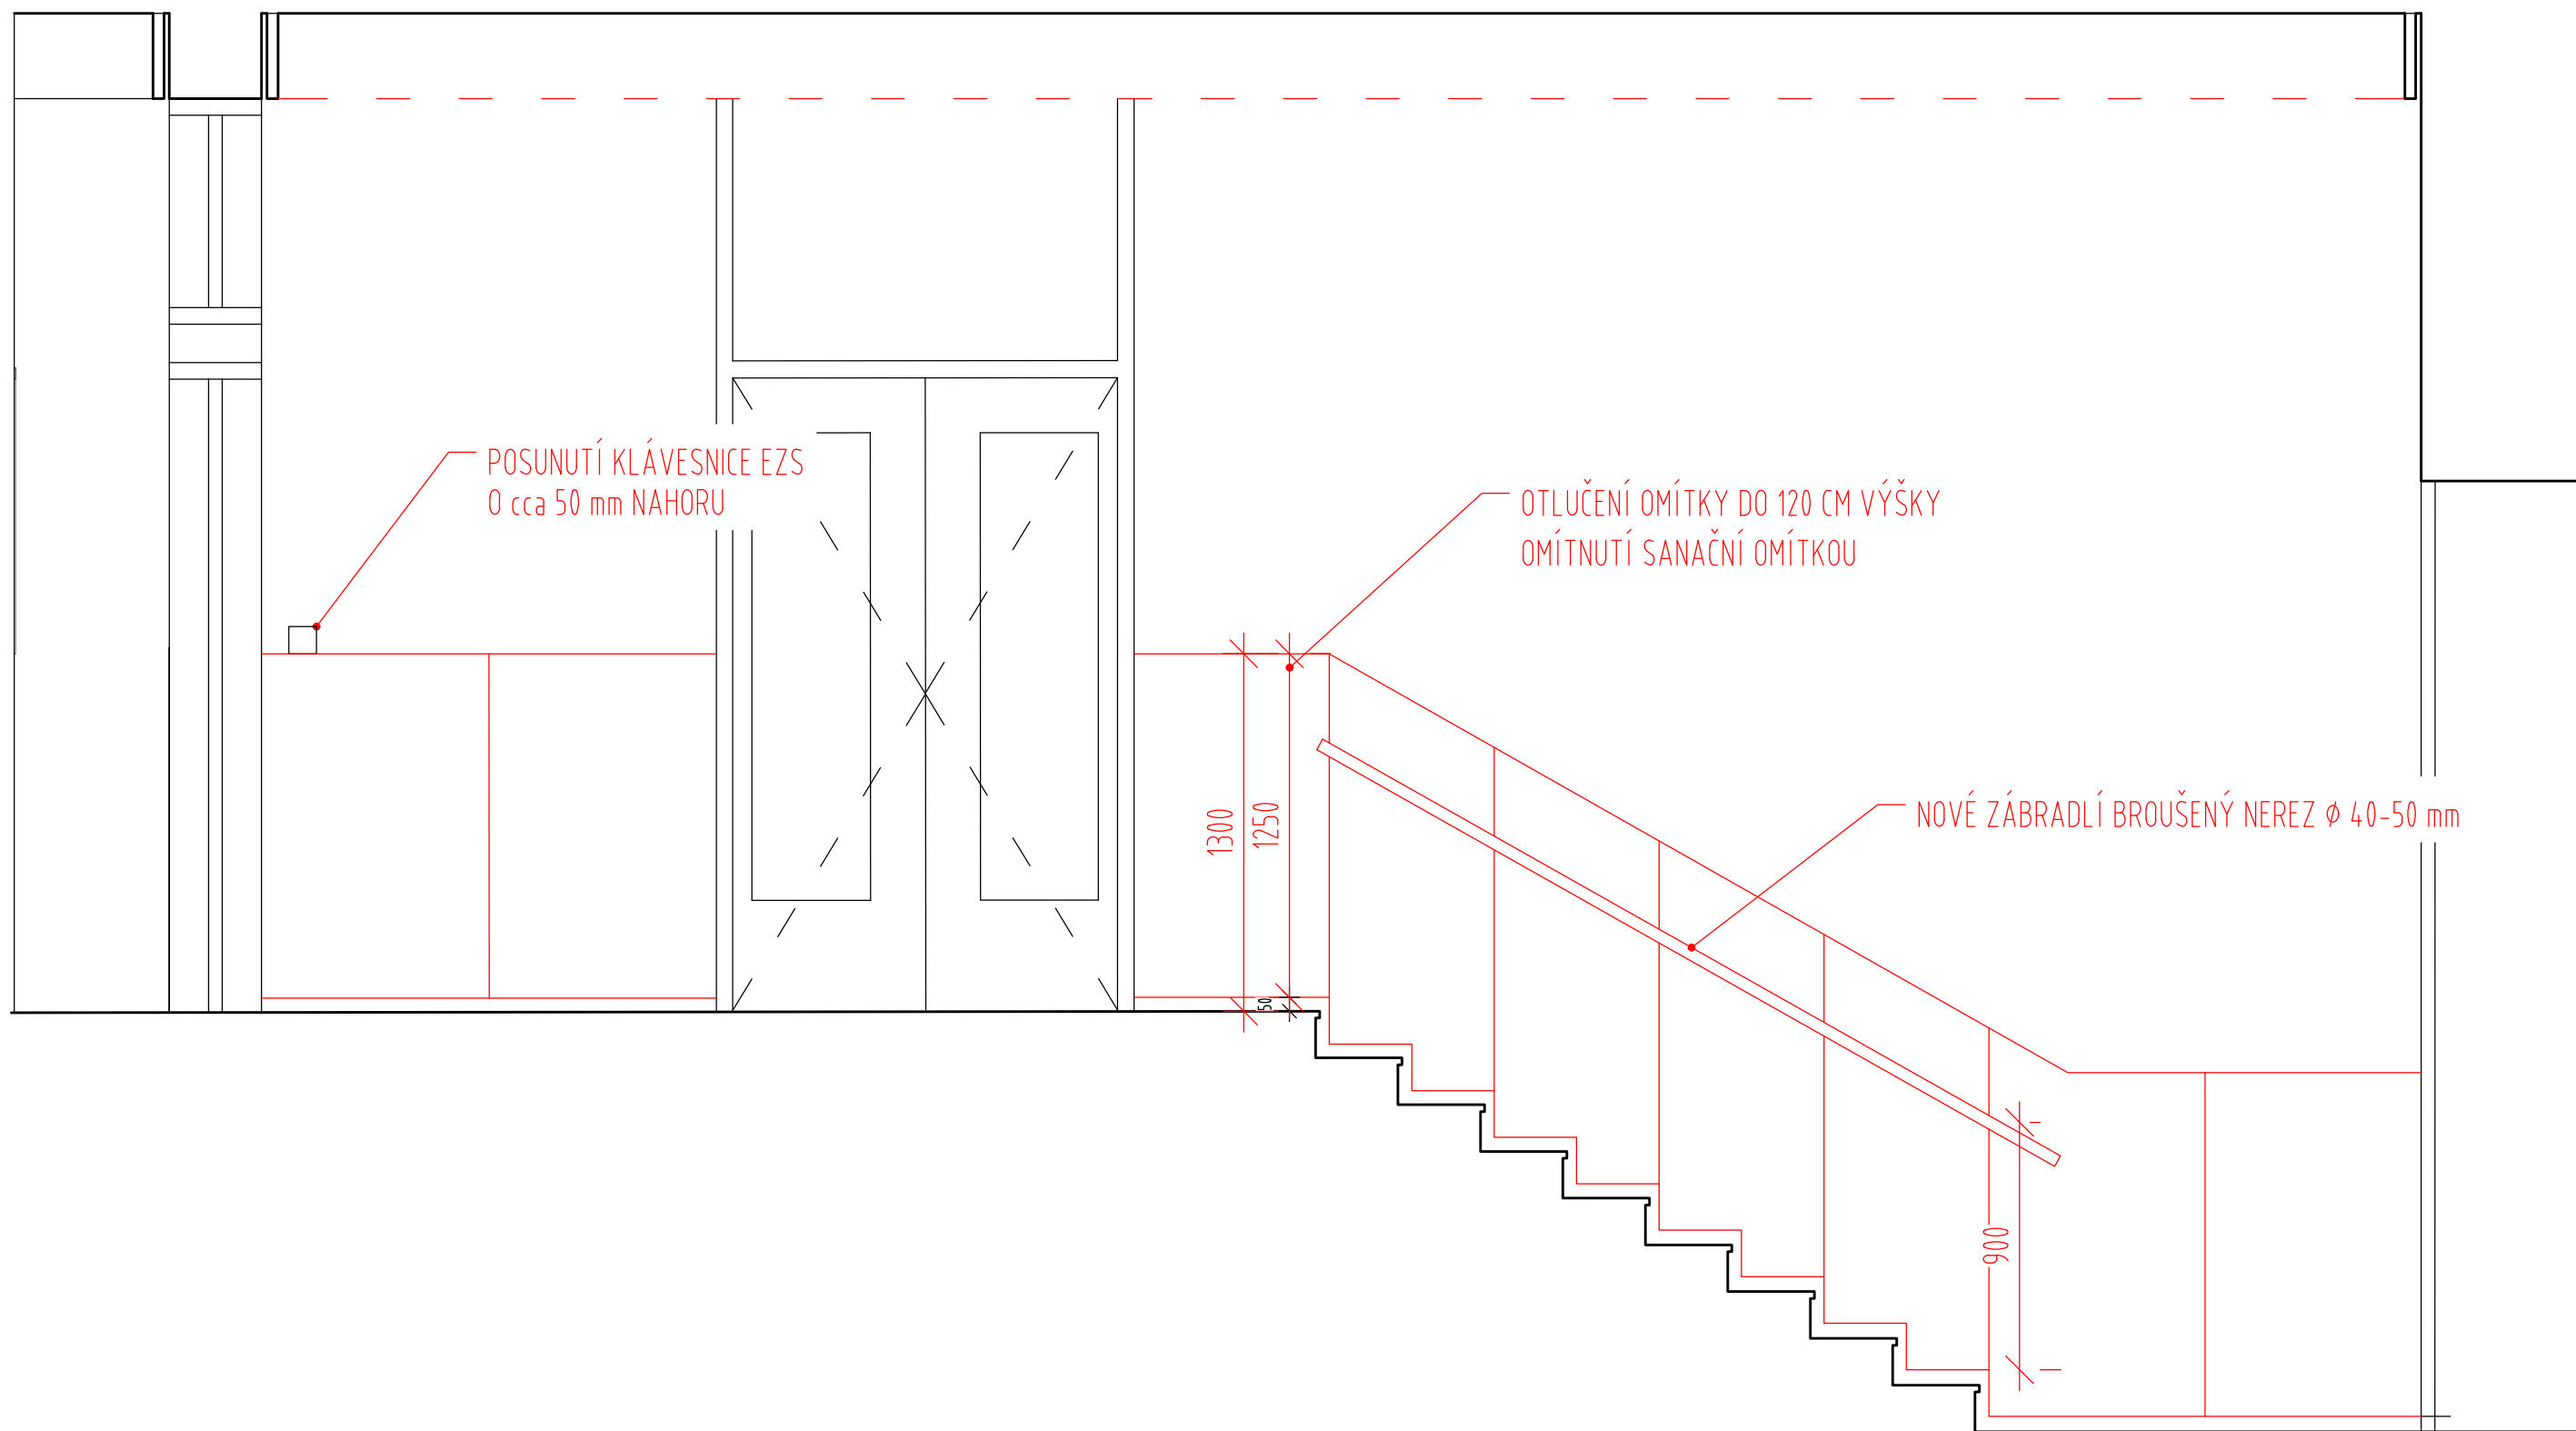 POSUNUTÍ KLÁVESNICE EZS
O cca 50 mm NAHORU
OTLUČENÍ OMÍTKY DO 120 CM VÝŠKY
OMÍTNUTÍ SANAČNÍ OMÍTKOU
NOVÉ ZÁBRADLÍ BROUŠENÝ NEREZ ϕ 40-50 mm
1300
1250
50
900